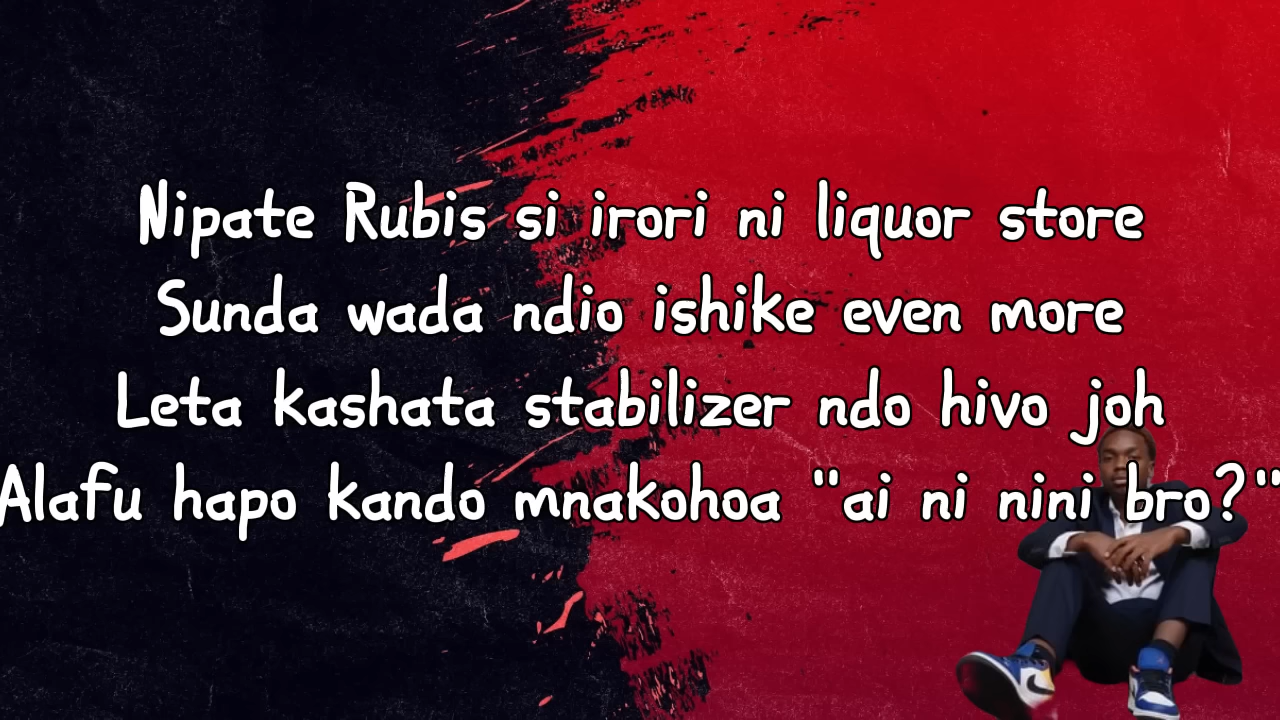 Nipate Rubis si irori ni liquor store
Sunda wada ndio ishike even more
Leta kashata stabilizer ndo hivo joh
Alafu hapo kando mnakohoa "ai ni nini bro?"